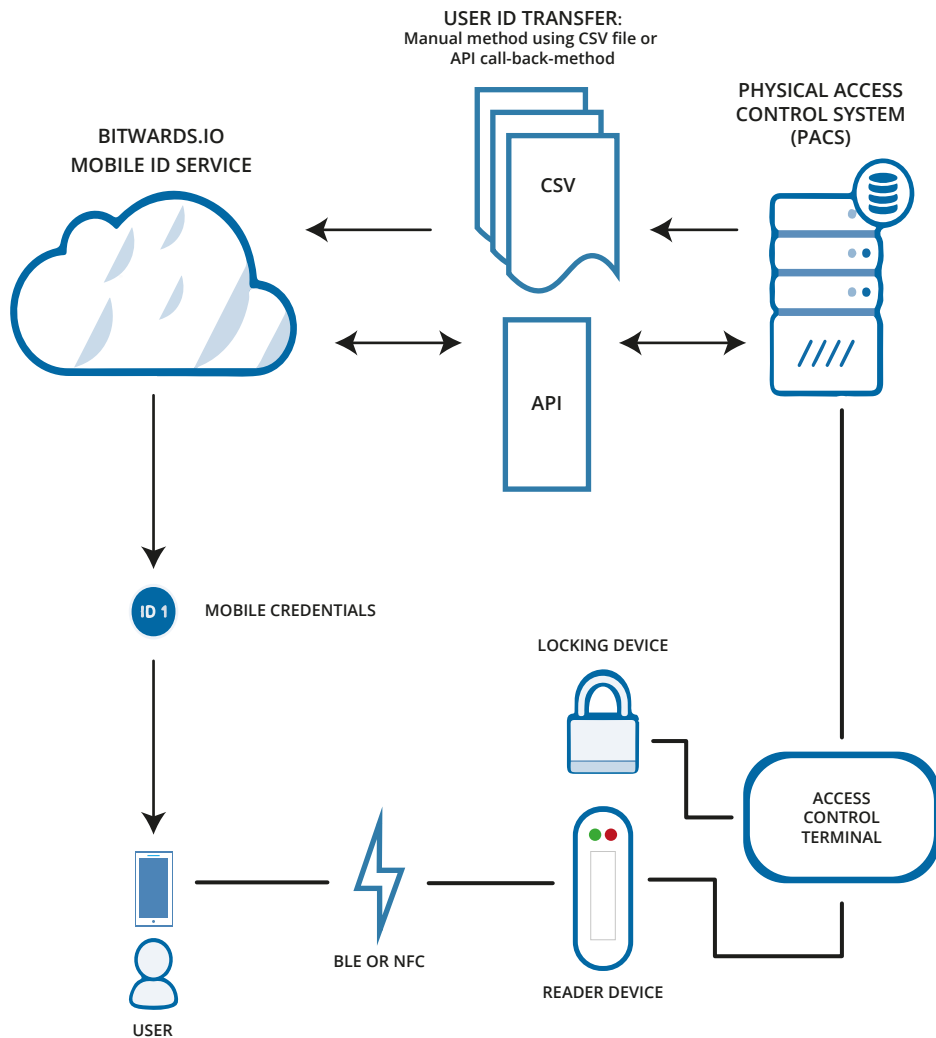 USER ID TRANSFER:
Manual method using CSV file or
API call-back-method
PHYSICAL ACCESS
CONTROL SYSTEM
(PACS)
BITWARDS.IO
MOBILE ID SERVICE
CSV
API
ID 1
MOBILE CREDENTIALS
LOCKING DEVICE
ACCESS
CONTROL
TERMINAL
BLE OR NFC
READER DEVICE
USER